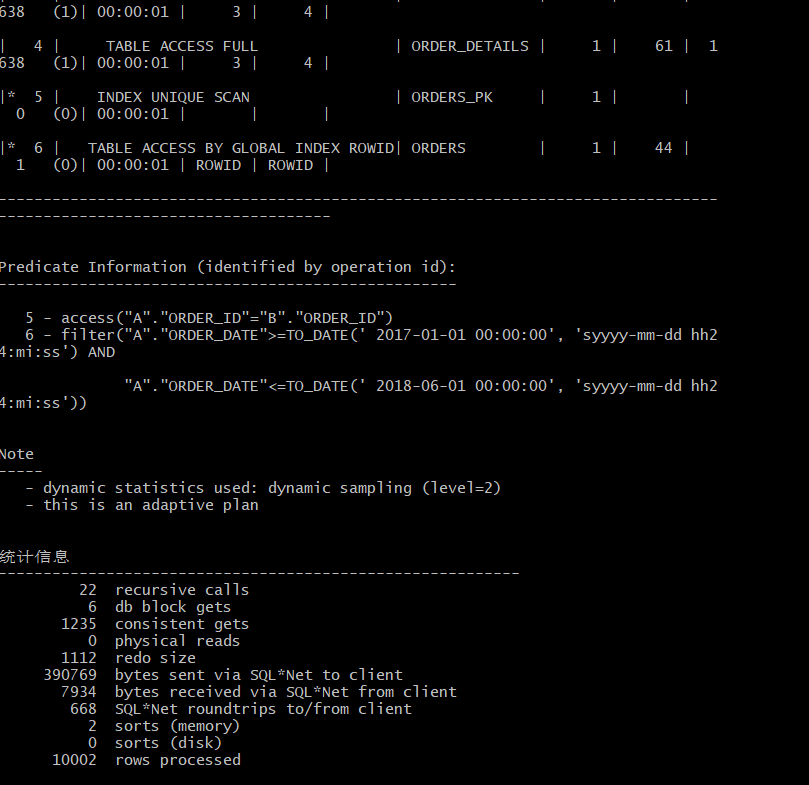 638   (1)| 00:00:01 |     3 |     4 |
|   4 |     TABLE ACCESS FULL                | ORDER_DETAILS |     1 |    61 |  1
638   (1)| 00:00:01 |     3 |     4 |
|*  5 |    INDEX UNIQUE SCAN                 | ORDERS_PK     |     1 |       |
  0   (0)| 00:00:01 |       |       |
|*  6 |   TABLE ACCESS BY GLOBAL INDEX ROWID| ORDERS        |     1 |    44 |
  1   (0)| 00:00:01 | ROWID | ROWID |
--------------------------------------------------------------------------------
-------------------------------------
Predicate Information (identified by operation id):
---------------------------------------------------
   5 - access("A"."ORDER_ID"="B"."ORDER_ID")
   6 - filter("A"."ORDER_DATE">=TO_DATE(' 2017-01-01 00:00:00', 'syyyy-mm-dd hh2
4:mi:ss') AND
              "A"."ORDER_DATE"<=TO_DATE(' 2018-06-01 00:00:00', 'syyyy-mm-dd hh2
4:mi:ss'))
Note
-----
   - dynamic statistics used: dynamic sampling (level=2)
   - this is an adaptive plan
统计信息
----------------------------------------------------------
         22  recursive calls
          6  db block gets
       1235  consistent gets
          0  physical reads
       1112  redo size
     390769  bytes sent via SQL*Net to client
       7934  bytes received via SQL*Net from client
        668  SQL*Net roundtrips to/from client
          2  sorts (memory)
          0  sorts (disk)
      10002  rows processed